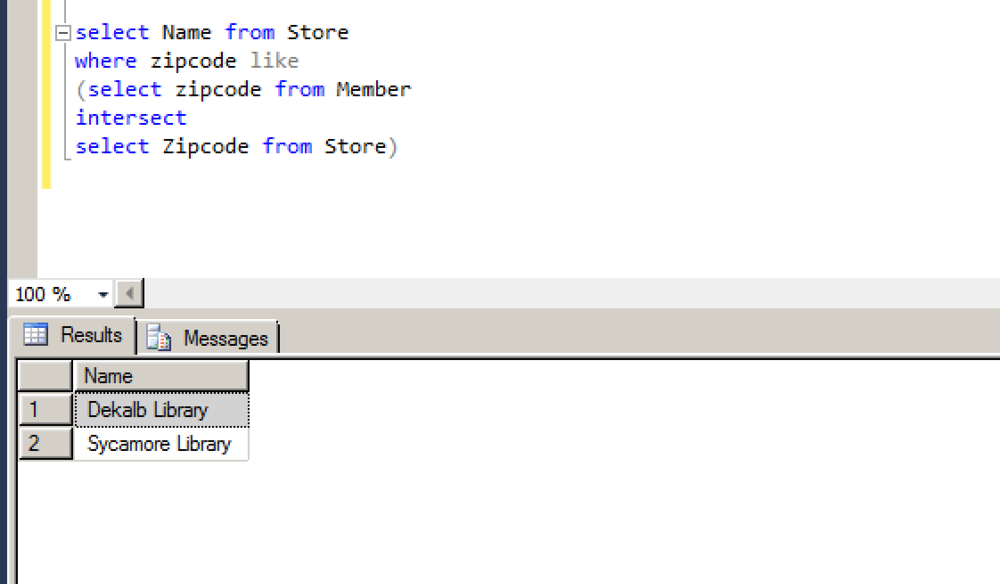 select Name from Store
where zipcode like
(select zipcode from Member
intersect
select Zipcode from Store)
100 %
Results Messages
Name
1 Dekalb Library
2 Sycamore Library